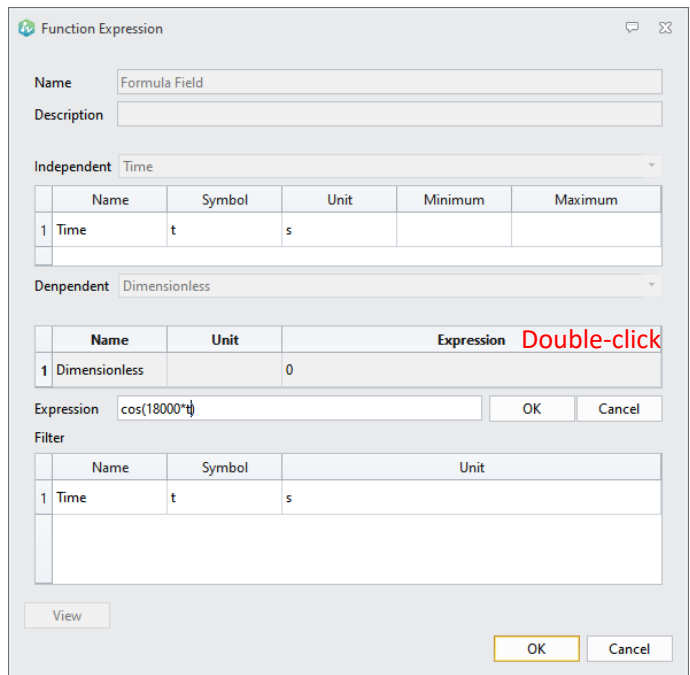 Function Expression
Name Formula Field
Description
Independent Time
Name Symbol Unit Minimum Maximum
1 Time t s
Denpendent Dimensionless
Name Unit Expression Double-click
1 Dimensionless 0
Expression cos(18000*t) OK Cancel
Filter
Name Symbol Unit
1 Time t s
View
OK Cancel